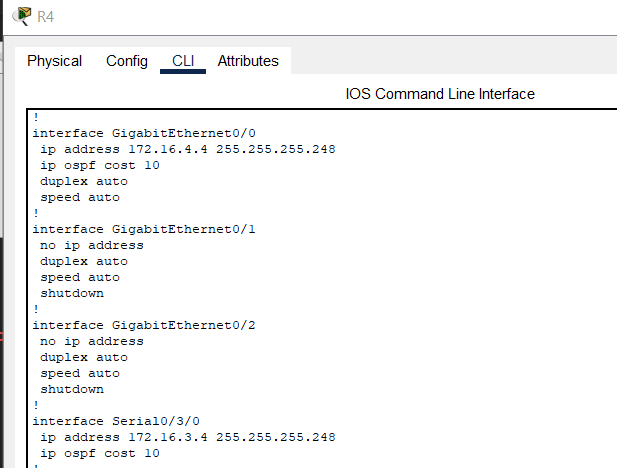 R4
Physical Config CLI Attributes
IOS Command Line Interface
!
interface GigabitEthernet0/0
 ip address 172.16.4.4 255.255.255.248
 ip ospf cost 10
 duplex auto
 speed auto
!
interface GigabitEthernet0/1
 no ip address
 duplex auto
 speed auto
 shutdown
!
interface GigabitEthernet0/2
 no ip address
 duplex auto
 speed auto
 shutdown
!
interface Serial0/3/0
 ip address 172.16.3.4 255.255.255.248
 ip ospf cost 10
!